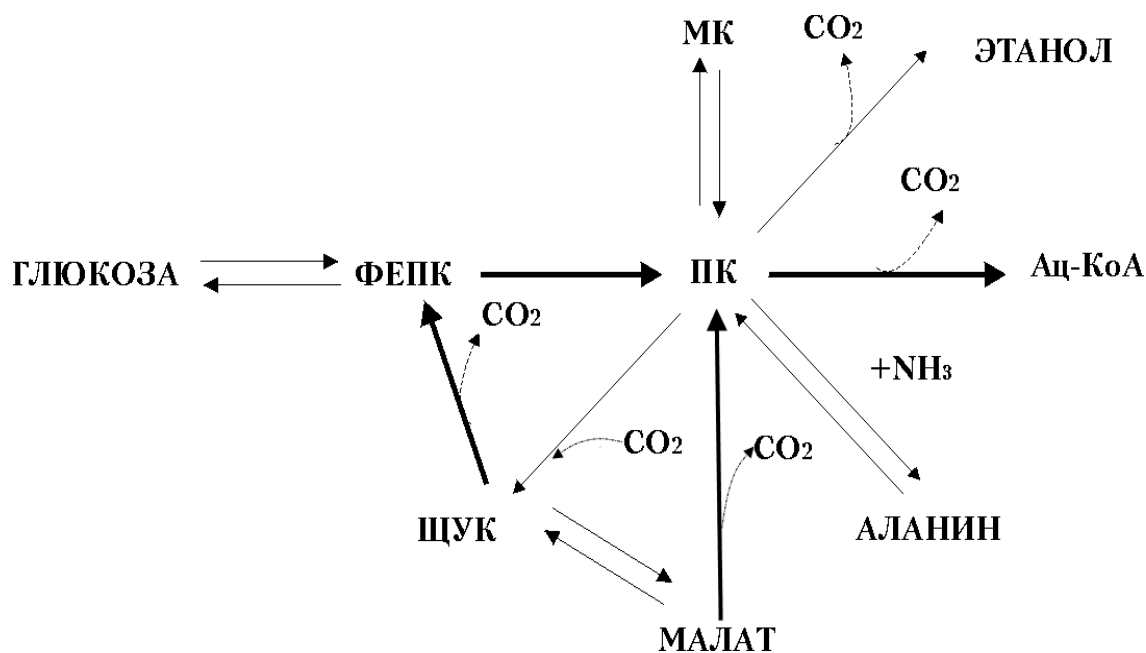 МК
CO2
ЭТАНОЛ
CO2
ГЛЮКОЗА
ФЕПК
ПК
Ац-КоА
CO2
+NH3
CO2
CO2
ЩУК
АЛАНИН
МАЛАТ